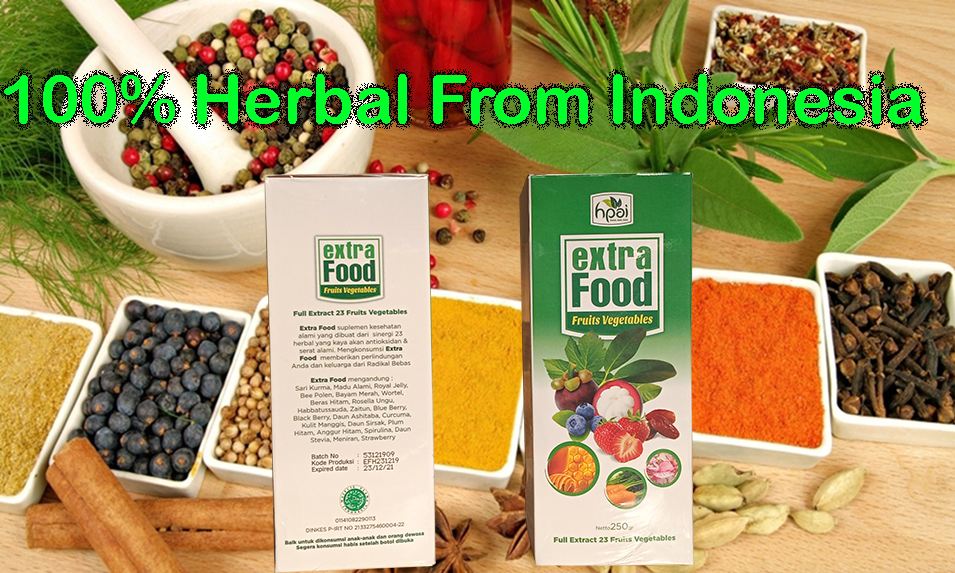 100% Herbal From Indonesia
extra
Food
Fruits Vegetables
Full Extract 23 Fruits Vegetables
Extra Food suplemen kesehatan
alami yang dibuat dari sinergi 23
herbal yang kaya akan antioksidan &
serat alami. Mengkonsumsi Extra
Food memberikan perlindungan
Anda dan keluarga dari Radikal Bebas
Extra Food mengandung :
Sari Kurma, Madu Alami, Royal Jelly,
Bee Polen, Bayam Merah, Wortel,
Beras Hitam, Rosella Ungu,
Habbatussauda, Zaitun, Blue Berry,
Black Berry, Daun Ashitaba, Curcuma,
Kulit Manggis, Daun Sirsak, Plum
Hitam, Anggur Hitam, Spirulina, Daun
Stevia, Meniran, Strawberry
Batch No : 53121909
Kode Produksi : EFM231219
Expired date : 23/12/21
01141082290113
DINKES P-IRT NO 2133275460004-22
Baik untuk dikonsumsi anak-anak dan orang dewasa
Segera konsumsi habis setelah botol dibuka
hpai
extra
Food
Fruits Vegetables
Netto 250 gr
Full Extract 23 Fruits Vegetables